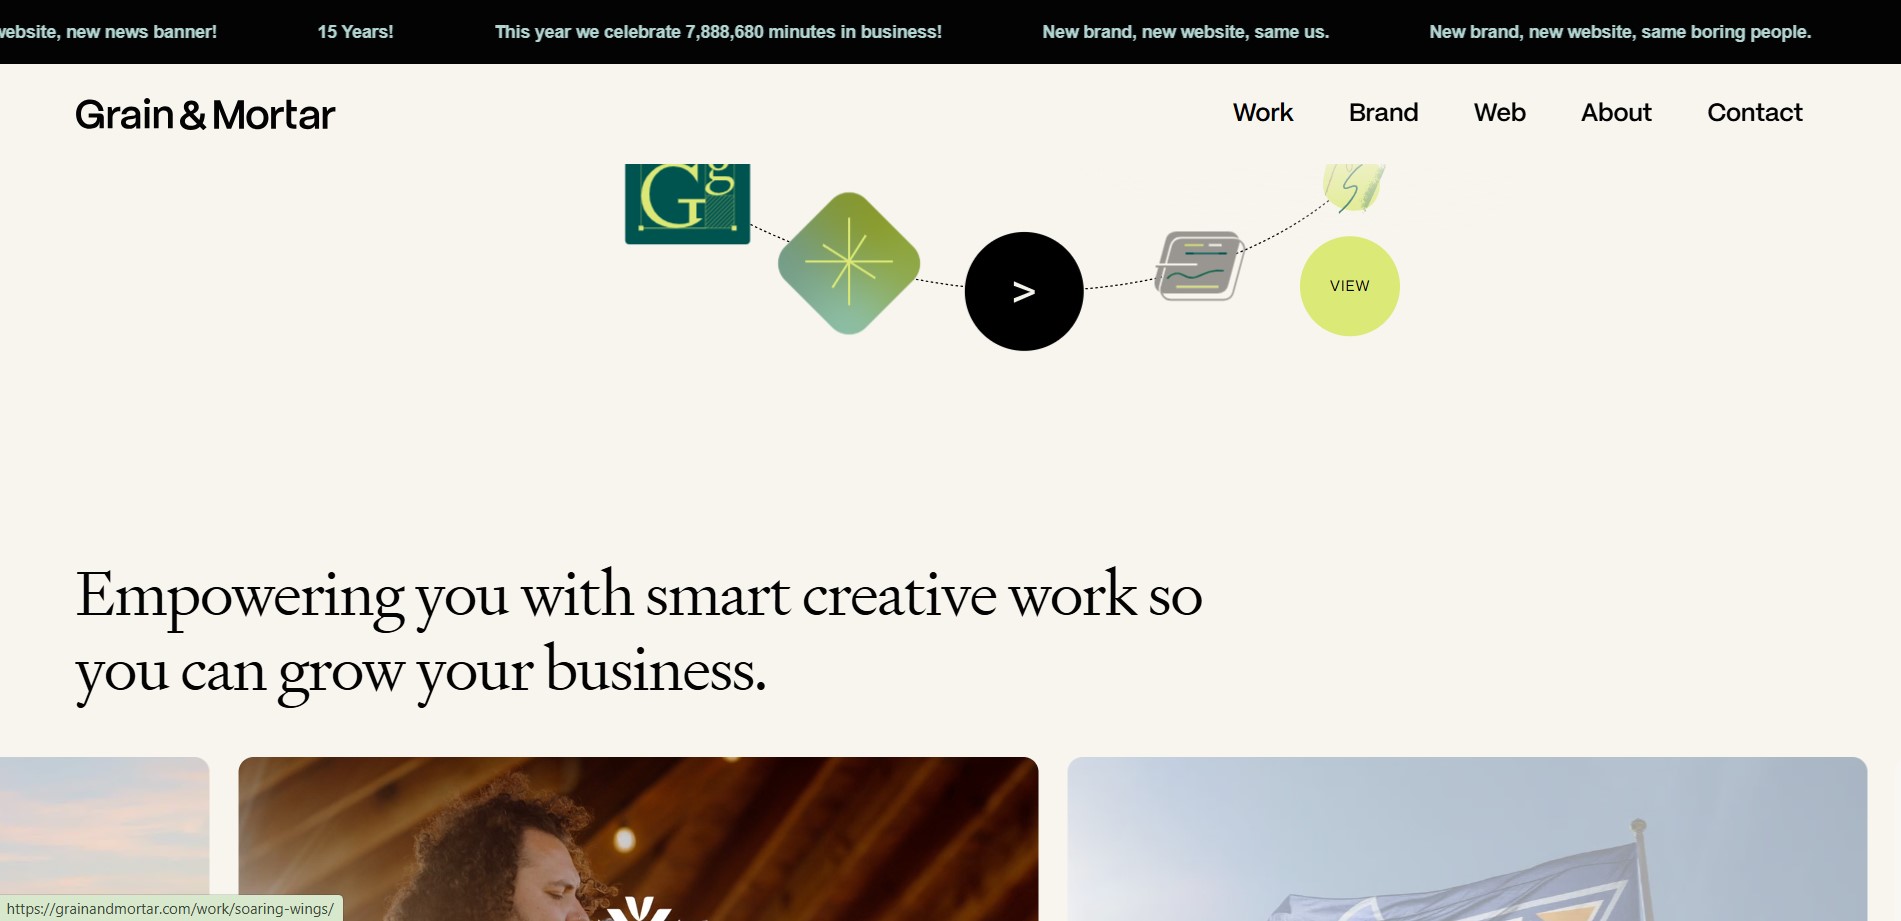 website, new news banner! 15 Years! This year we celebrate 7,888,680 minutes in business! New brand, new website, same us. New brand, new website, same boring people.
Grain & Mortar Work Brand Web About Contact
Gg
>
VIEW
Empowering you with smart creative work so
you can grow your business.
https://grainandmortar.com/work/soaring-wings/